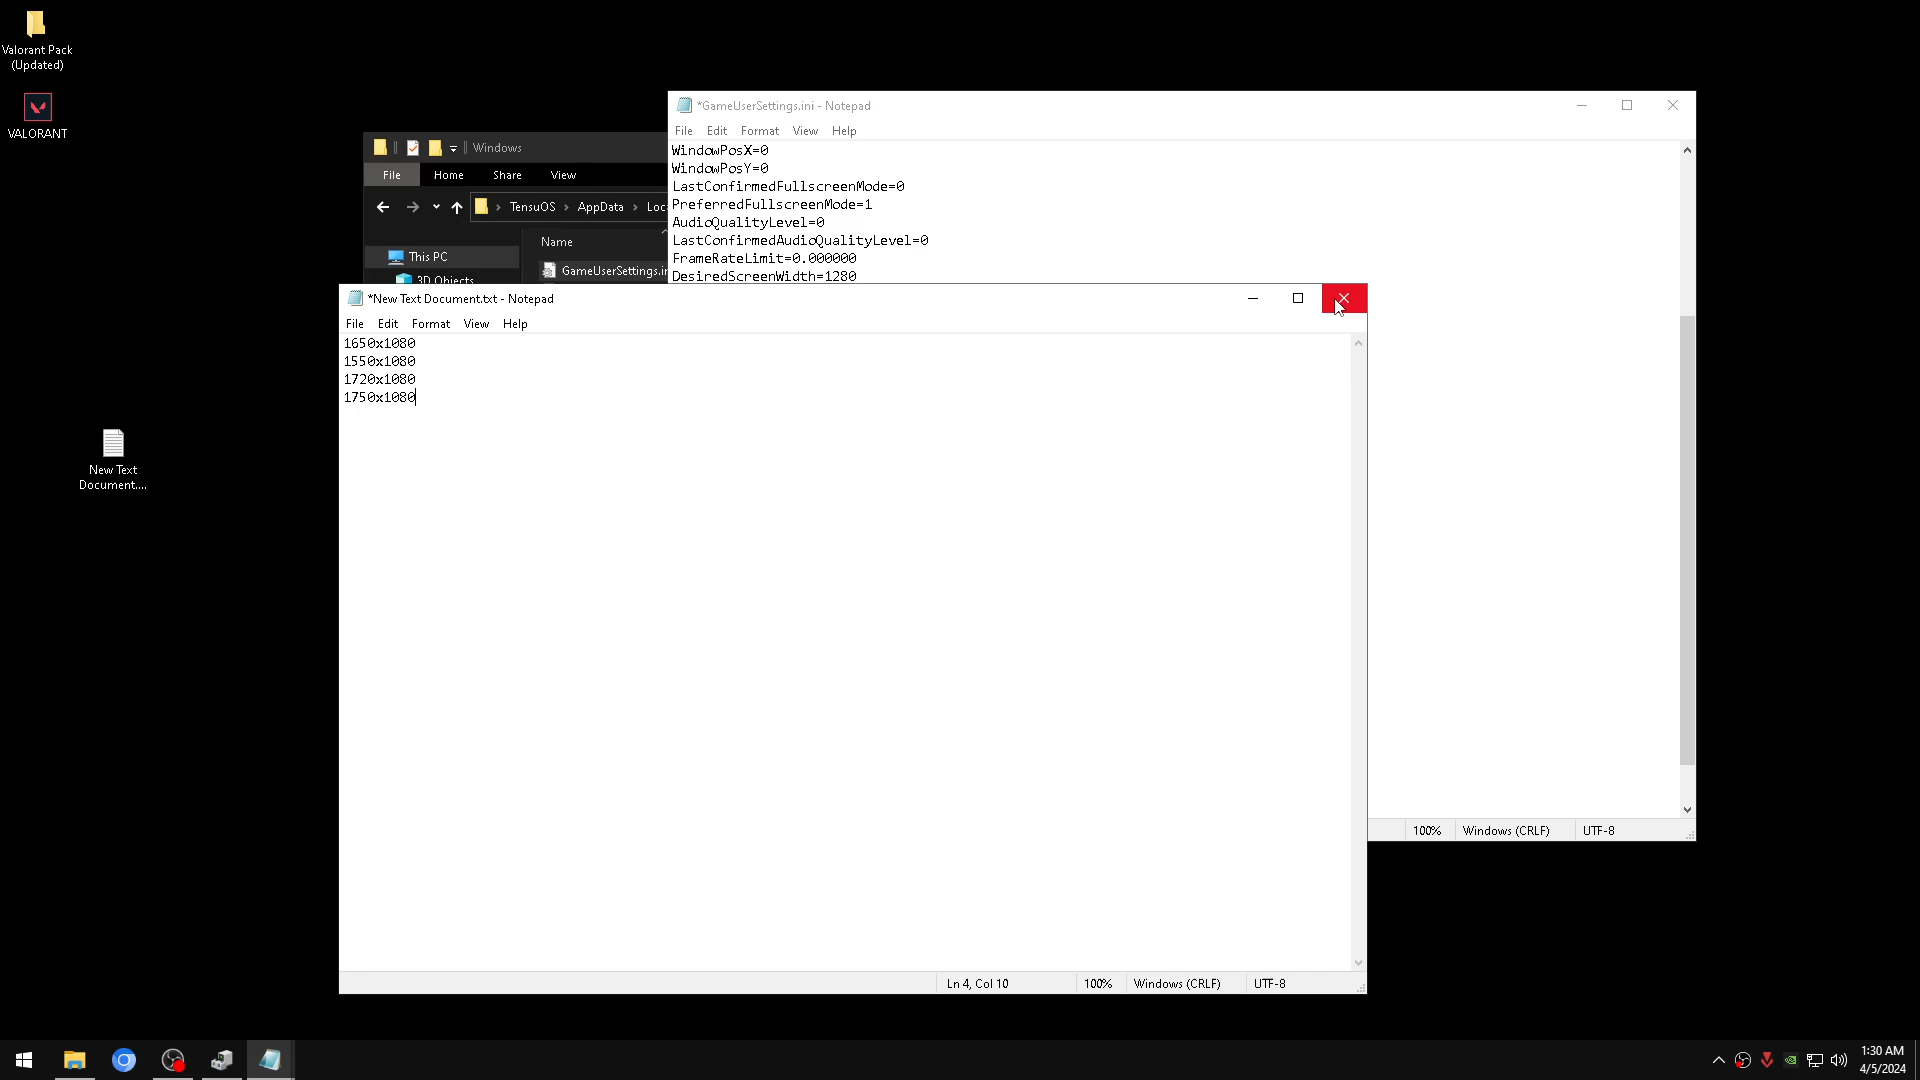 Valorant Pack
(Updated)
VALORANT
New Text
Document....
Windows
File Home Share View
TensuOS > AppData >
Name
This PC
3D Objects
*GameUserSettings.ini - Notepad
File Edit Format View Help
WindowPosX=0
WindowPosY=0
LastConfirmedFullscreenMode=0
PreferredFullscreenMode=1
AudioQualityLevel=0
LastConfirmedAudioQualityLevel=0
FrameRateLimit=0.000000
DesiredScreenWidth=1280
100% Windows (CRLF) UTF-8
*New Text Document.txt - Notepad
File Edit Format View Help
1650x1080
1550x1080
1720x1080
1750x1080
Ln 4, Col 10 100% Windows (CRLF) UTF-8
1:30 AM
4/5/2024